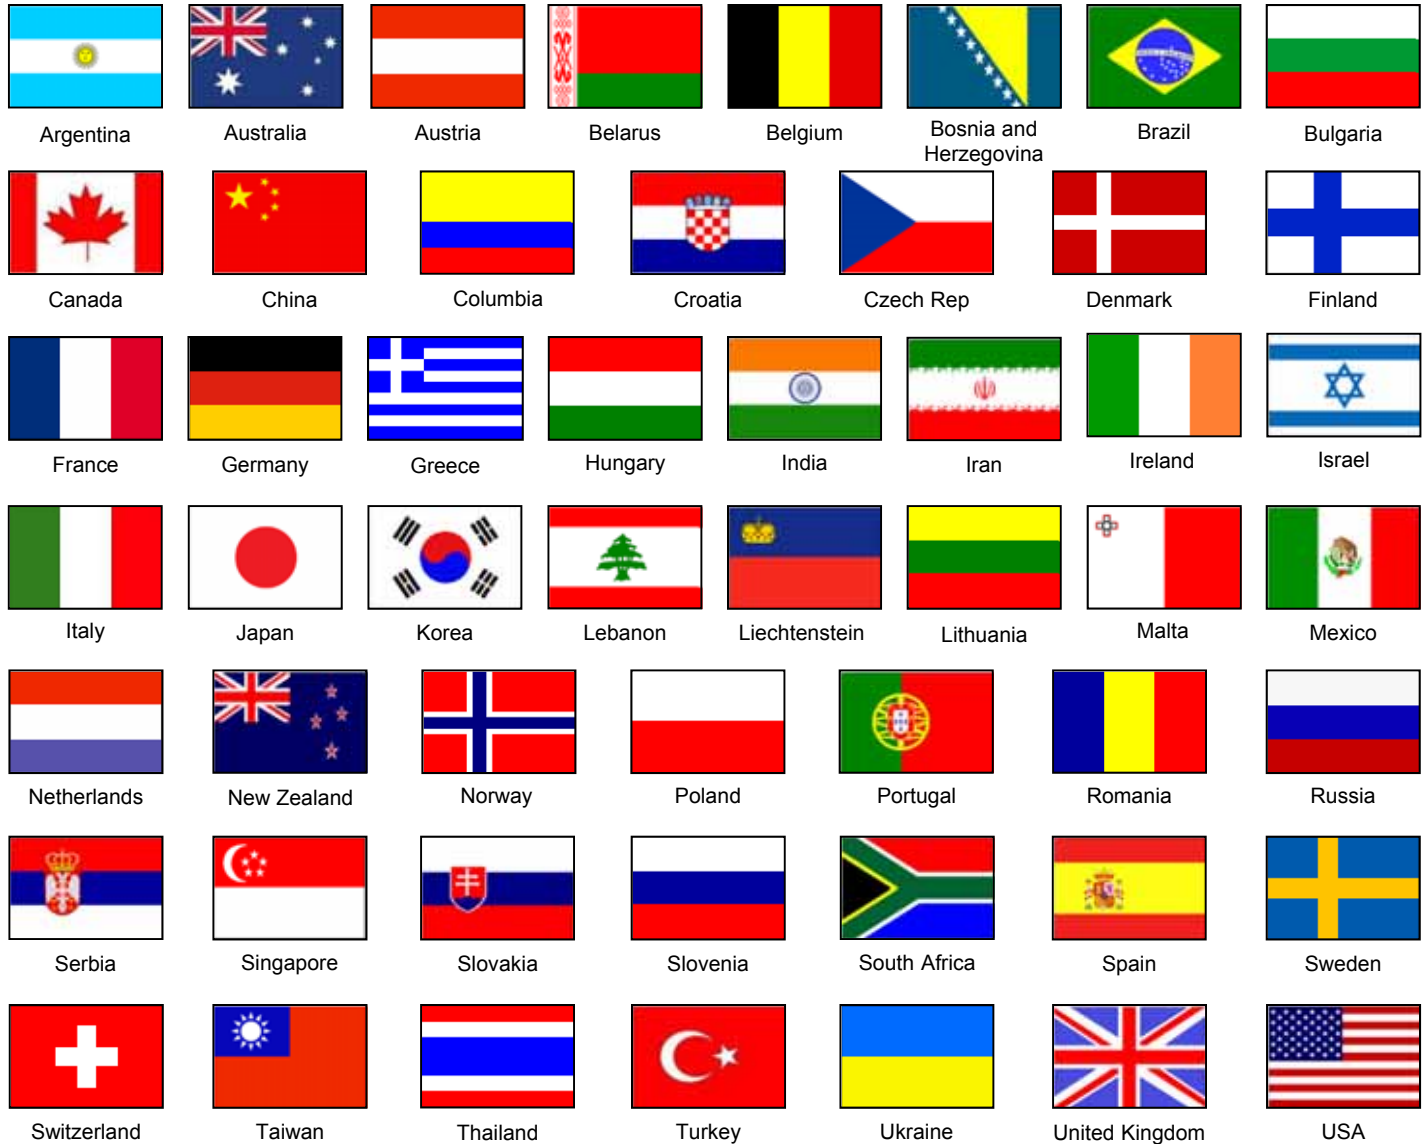 Argentina
Australia
Austria
Belarus
Belgium
Bosnia and
Herzegovina
Brazil
Bulgaria
Canada
China
Columbia
Croatia
Czech Rep
Denmark
Finland
France
Germany
Greece
Hungary
India
Iran
Ireland
Israel
Italy
Japan
Korea
Lebanon
Liechtenstein
Lithuania
Malta
Mexico
Netherlands
New Zealand
Norway
Poland
Portugal
Romania
Russia
Serbia
Singapore
Slovakia
Slovenia
South Africa
Spain
Sweden
Switzerland
Taiwan
Thailand
Turkey
Ukraine
United Kingdom
USA